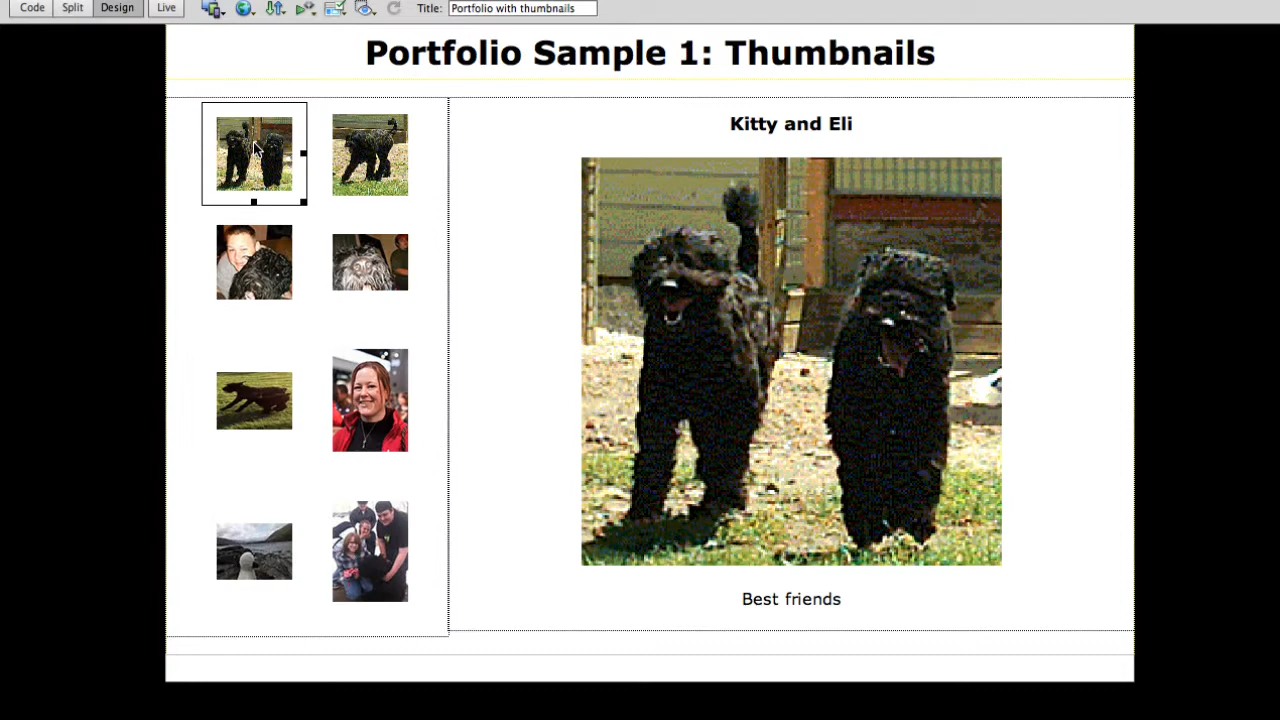 Code Split Design Live Title: Portfolio with thumbnails
Portfolio Sample 1: Thumbnails
Kitty and Eli
Best friends